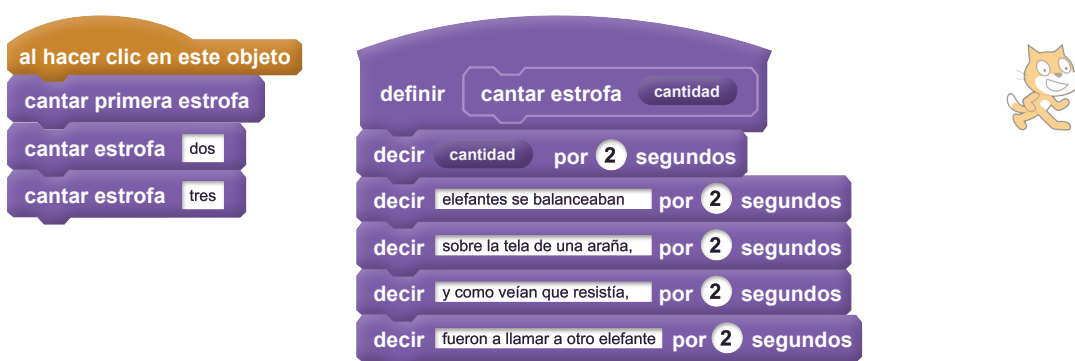 al hacer clic en este objeto
cantar primera estrofa
cantar estrofa dos
cantar estrofa tres
definir cantar estrofa cantidad
decir cantidad por 2 segundos
decir elefantes se balanceaban por 2 segundos
decir sobre la tela de una araña, por 2 segundos
decir y como veían que resistía, por 2 segundos
decir fueron a llamar a otro elefante por 2 segundos